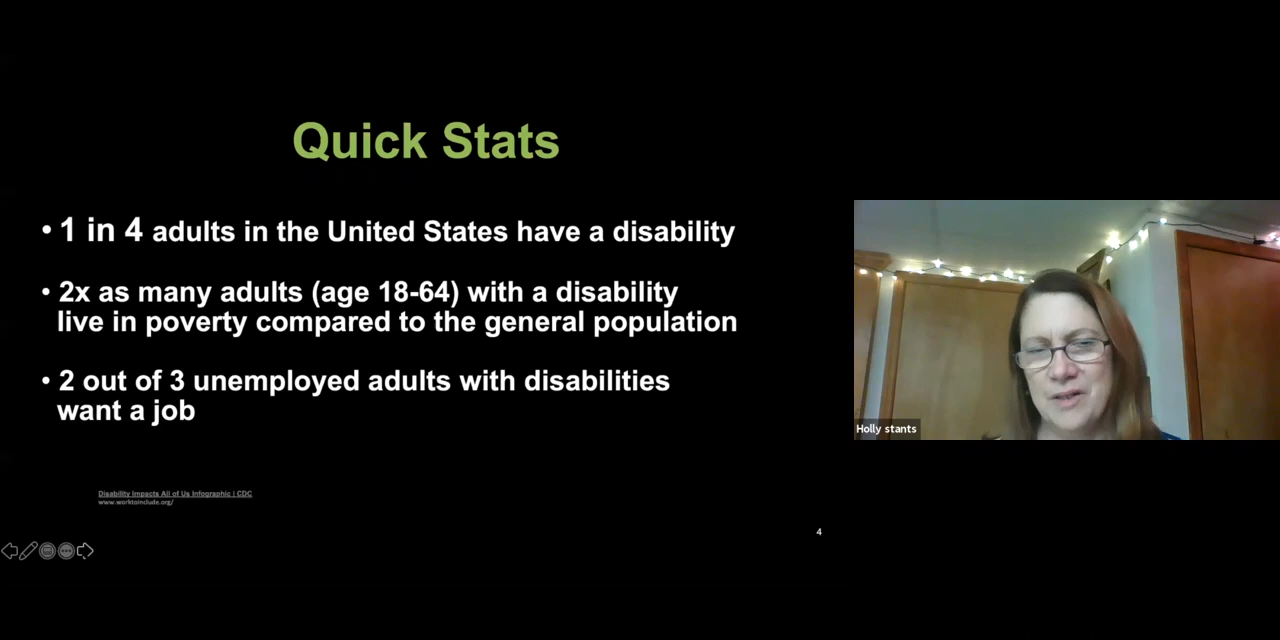 Quick Stats
• 1 in 4 adults in the United States have a disability
• 2x as many adults (age 18-64) with a disability
live in poverty compared to the general population
• 2 out of 3 unemployed adults with disabilities
want a job
Disability Impacts All of Us Infographic | CDC
www.worktoinclude.org/
4
Holly stants